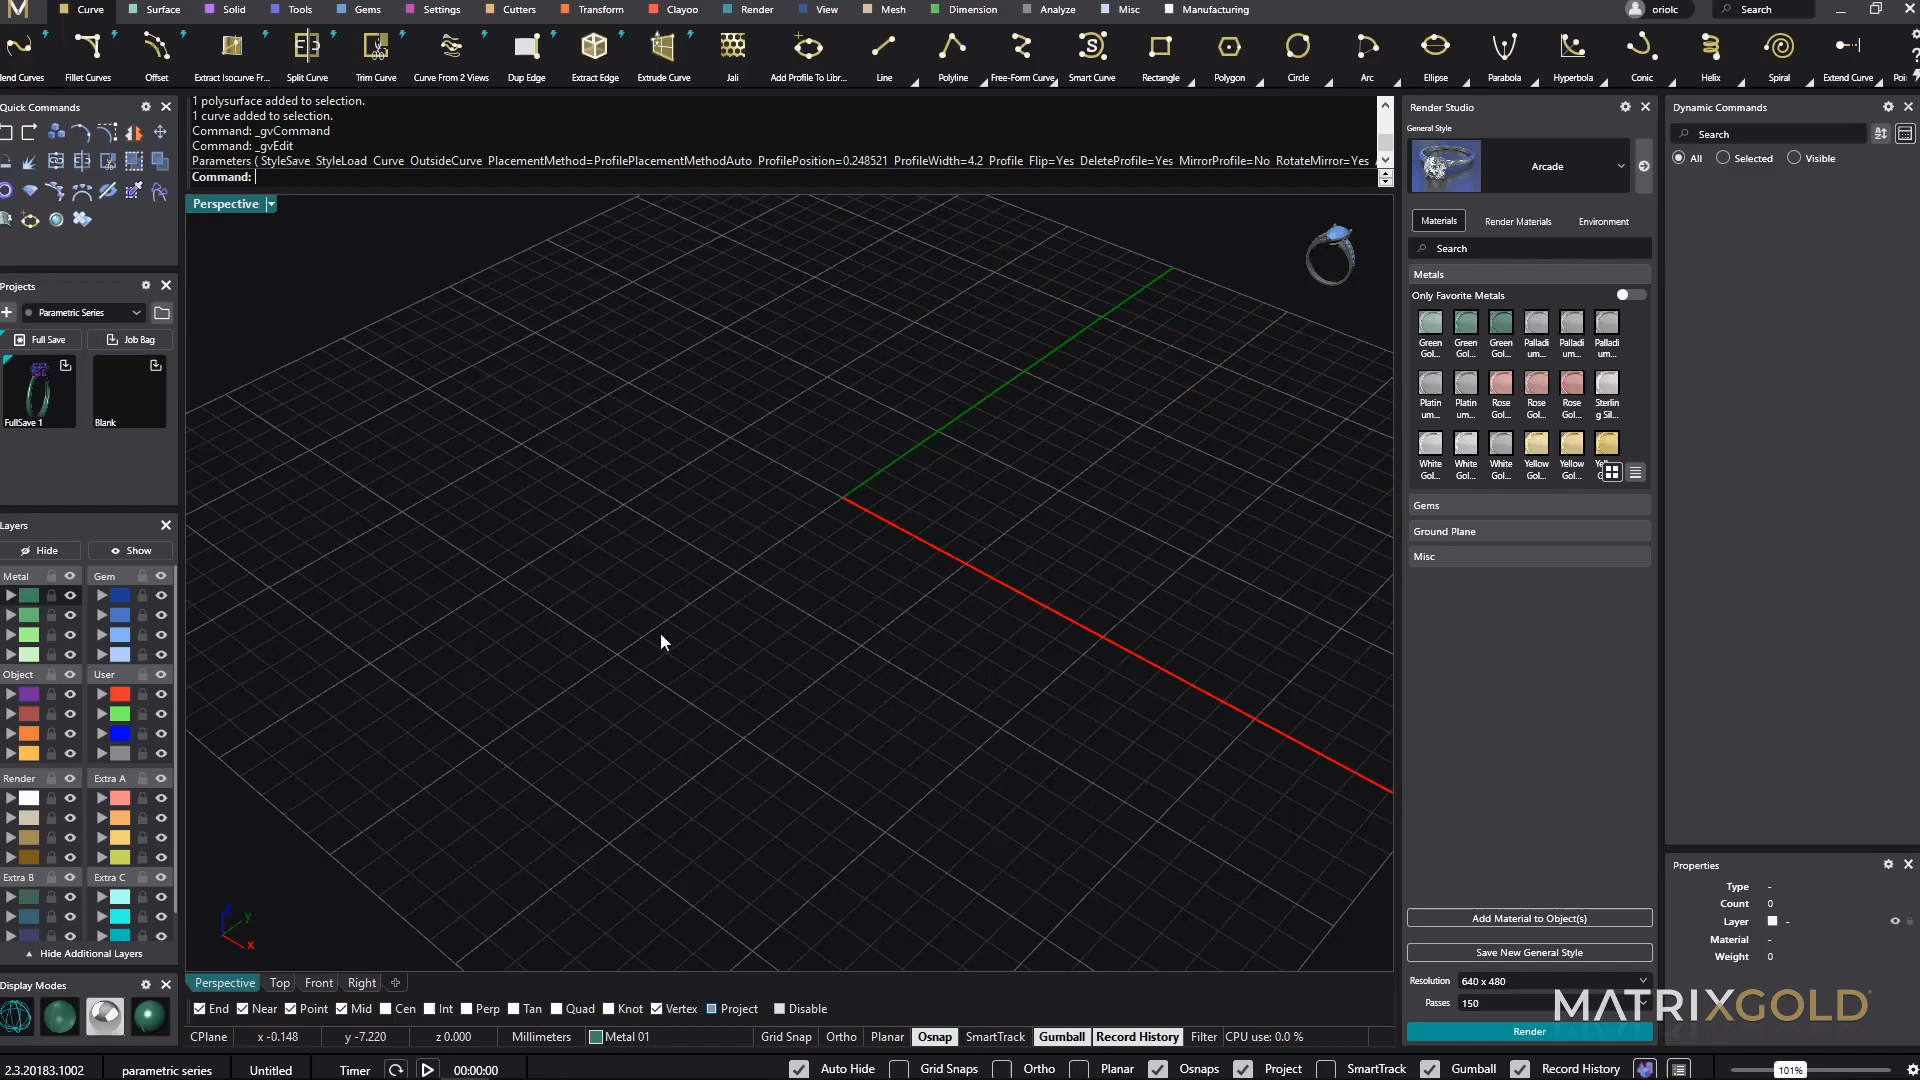 Curve Surface Solid Tools Gems Settings Cutters Transform Clayoo Render View Mesh Dimension Analyze Misc Manufacturing oriolc Search
lend Curves Fillet Curves Offset Extract Isocurve Fr... Split Curve Trim Curve Curve From 2 Views Dup Edge Extract Edge Extrude Curve Jali Add Profile To Libr... Line Polyline Free-Form Curve Smart Curve Rectangle Polygon Circle Arc Ellipse Parabola Hyperbola Conic Helix Spiral Extend Curve Poi
Quick Commands
1 polysurface added to selection.
1 curve added to selection.
Command: _gvCommand
Command: _gvEdit
Parameters ( StyleSave StyleLoad Curve OutsideCurve PlacementMethod=ProfilePlacementMethodAuto ProfilePosition=0.248521 ProfileWidth=4.2 Profile Flip=Yes DeleteProfile=Yes MirrorProfile=No RotateMirror=Yes
Command:
Perspective
Projects
Parametric Series
Full Save Job Bag
FullSave 1 Blank
Layers
Hide Show
Metal Gem
Object User
Render Extra A
Extra B Extra C
Hide Additional Layers
Display Modes
z y x
Perspective Top Front Right
End Near Point Mid Cen Int Perp Tan Quad Knot Vertex Project Disable
CPlane x -0.148 y -7.220 z 0.000 Millimeters Metal 01 Grid Snap Ortho Planar Osnap SmartTrack Gumball Record History Filter CPU use: 0.0 %
Render Studio
General Style
Arcade
Materials Render Materials Environment
Search
Metals
Only Favorite Metals
Green Gol... Green Gol... Green Gol... Palladi um... Palladi um... Palladi um...
Platin um... Platin um... Rose Gol... Rose Gol... Rose Gol... Sterlin g Sil...
White Gol... White Gol... White Gol... Yellow Gol... Yellow Gol...
Gems
Ground Plane
Misc
Add Material to Object(s)
Save New General Style
Resolution 640 x 480
Passes 150
Render
Dynamic Commands
Search
All Selected Visible
Properties
Type -
Count 0
Layer -
Material -
Weight 0
MATRIXGOLD
2.3.20183.1002 parametric series Untitled Timer 00:00:00 Auto Hide Grid Snaps Ortho Planar Osnaps Project SmartTrack Gumball Record History 101%